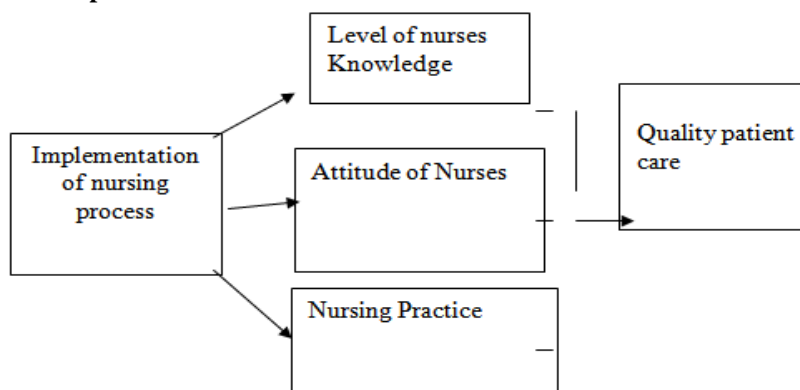 Level of nurses
Knowledge
Implementation
of nursing
process
Attitude of Nurses
Quality patient
care
Nursing Practice